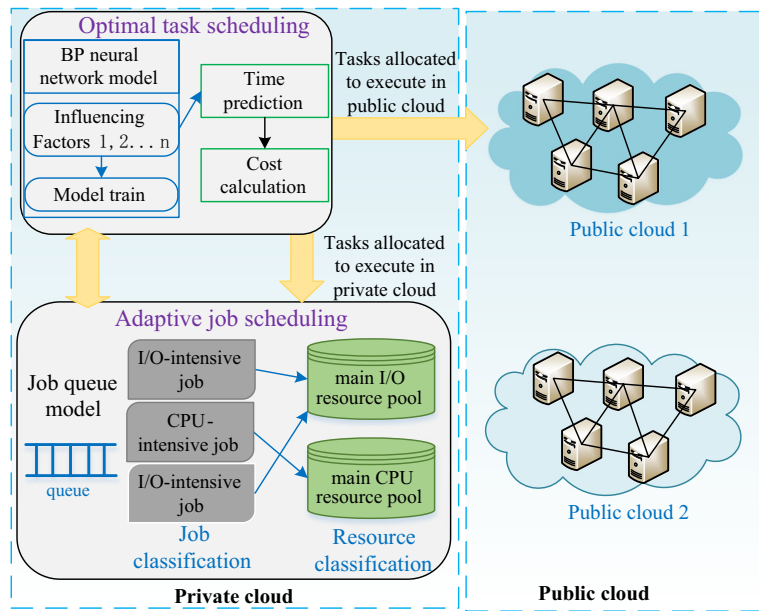 Optimal task scheduling
BP neural
network model
Influencing
Factors 1,2... n
Model train
Time
prediction
Cost
calculation
Tasks allocated
to execute in
public cloud
Public cloud 1
Tasks allocated
to execute in
private cloud
Adaptive job scheduling
Job queue
model
queue
I/O-intensive
job
CPU-
intensive job
I/O-intensive
job
Job
classification
main I/O
resource pool
main CPU
resource pool
Resource
classification
Private cloud
Public cloud 2
Public cloud